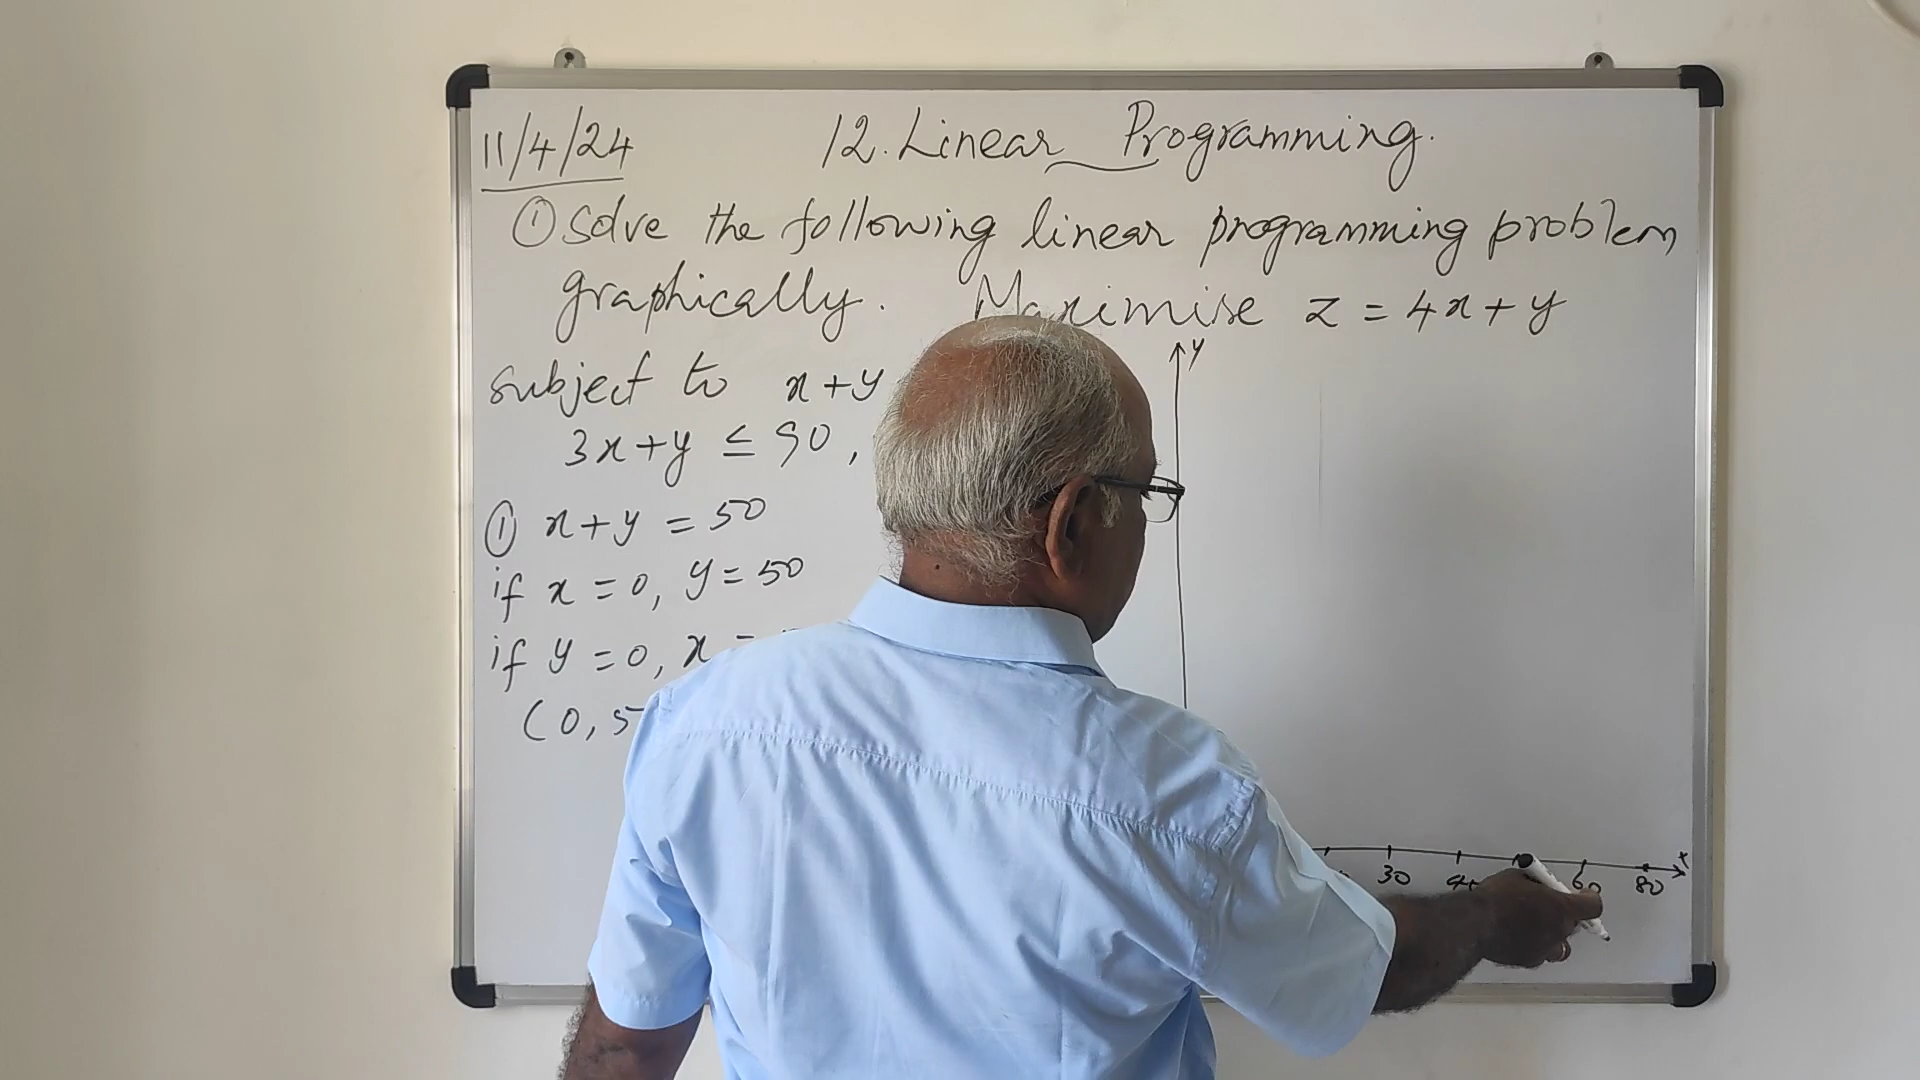 11/4/24 12. Linear Programming.
① Solve the following linear programming problem
graphically. Maximise z = 4x + y
subject to x + y
3x + y ≤ 90,
① x + y = 50
if x = 0, y = 50
if y = 0, x =
(0, 5
y
x
30 60 80